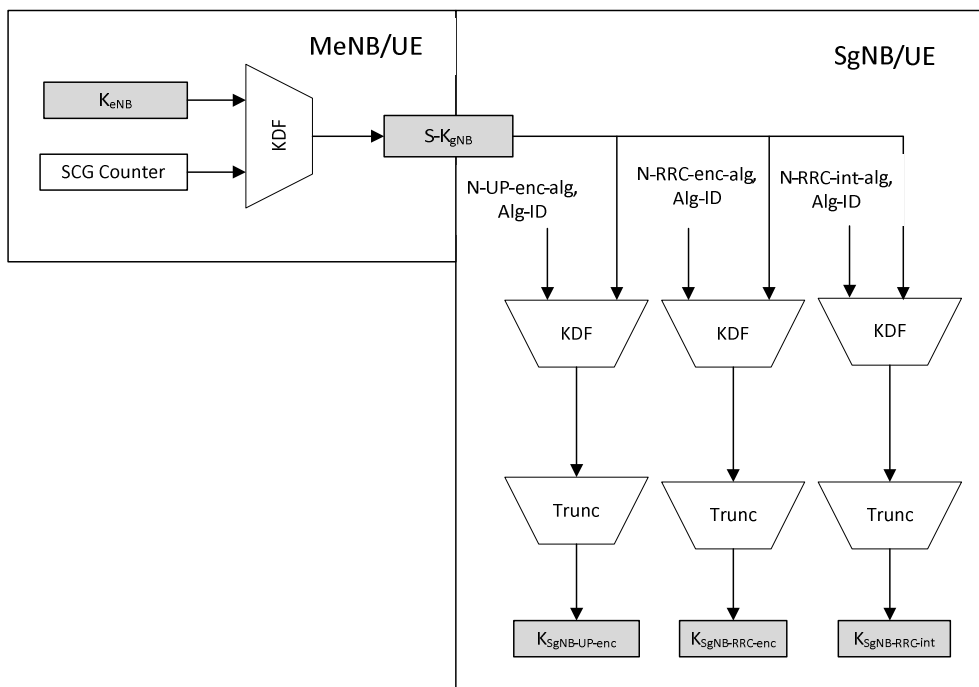 MeNB/UE
SgNB/UE
KeNB
KDF
SCG Counter
S-KgNB
N-UP-enc-alg,
Alg-ID
N-RRC-enc-alg,
Alg-ID
N-RRC-int-alg,
Alg-ID
KDF
KDF
KDF
Trunc
Trunc
Trunc
KSgNB-UP-enc
KSgNB-RRC-enc
KSgNB-RRC-int